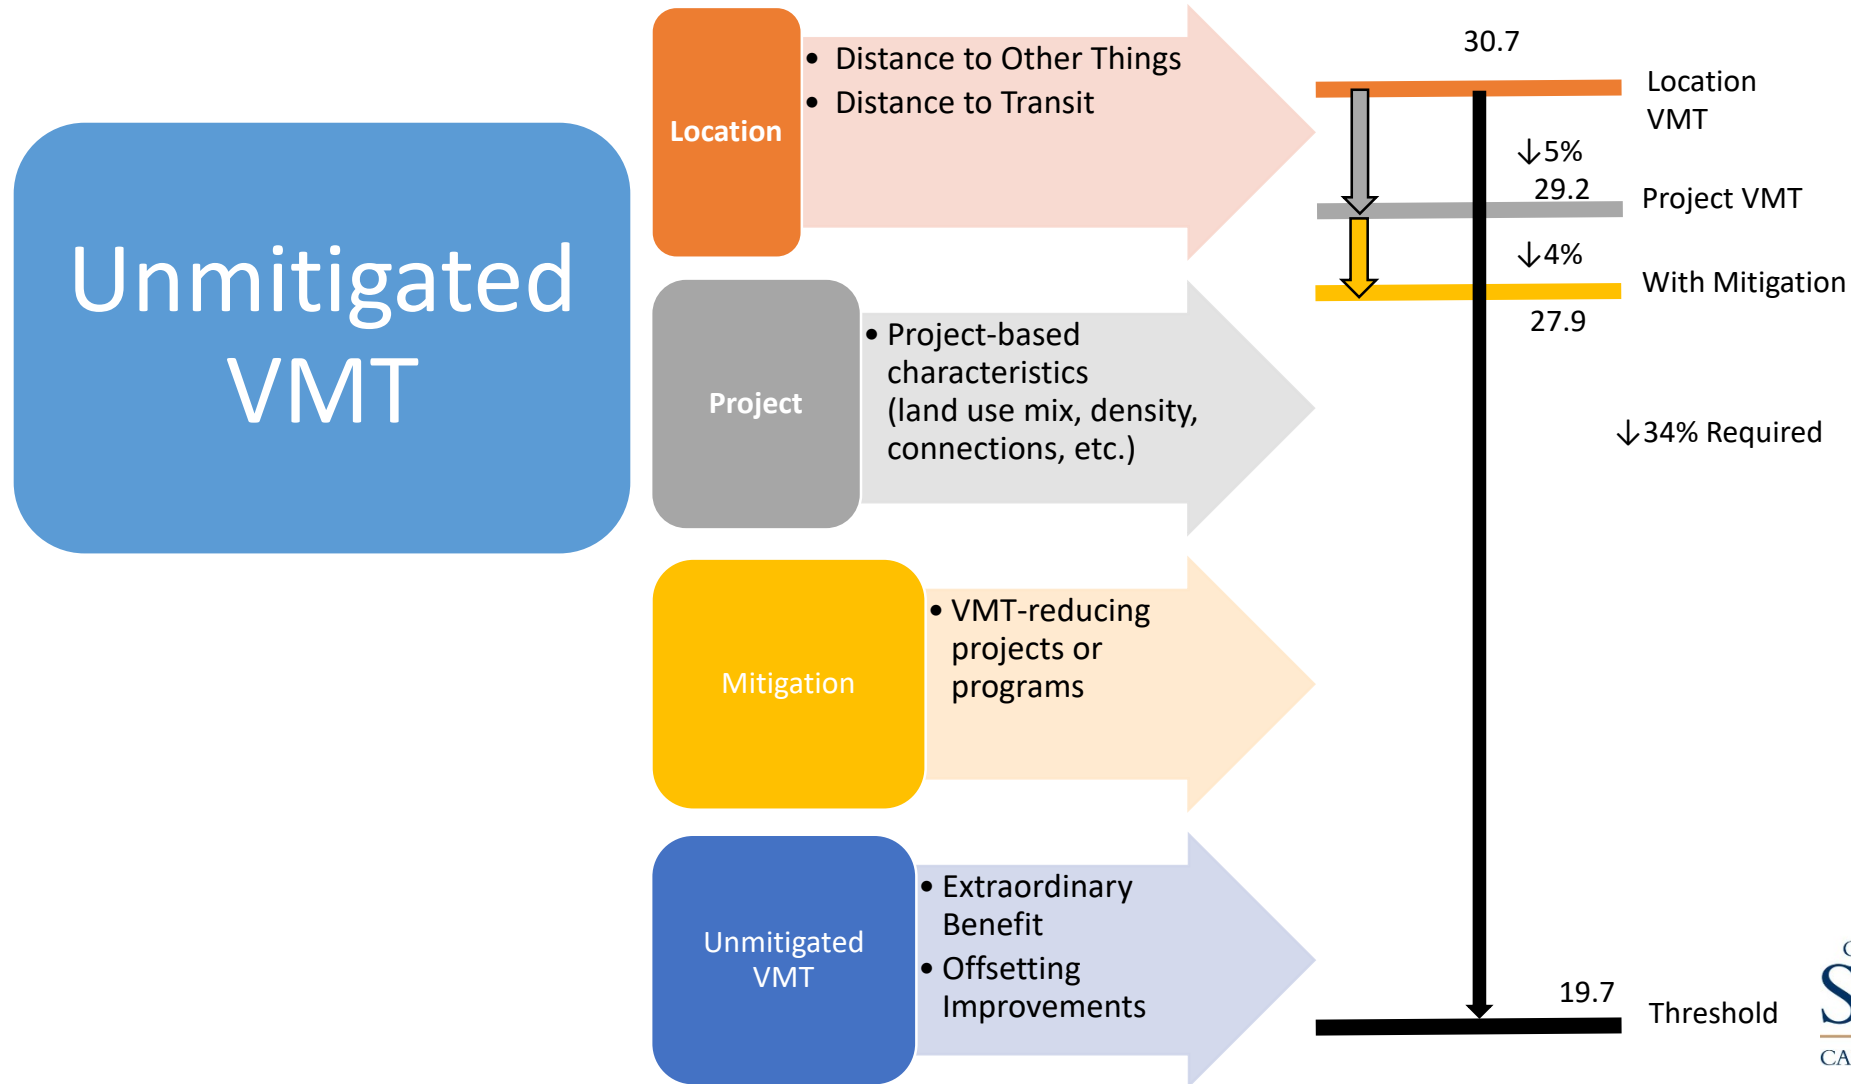 Unmitigated
VMT
Location
• Distance to Other Things
• Distance to Transit
Project
• Project-based
characteristics
(land use mix, density,
connections, etc.)
Mitigation
• VMT-reducing
projects or
programs
Unmitigated
VMT
• Extraordinary
Benefit
• Offsetting
Improvements
30.7
Location
VMT
↓5%
29.2
Project VMT
↓4%
With Mitigation
27.9
↓34% Required
19.7
Threshold